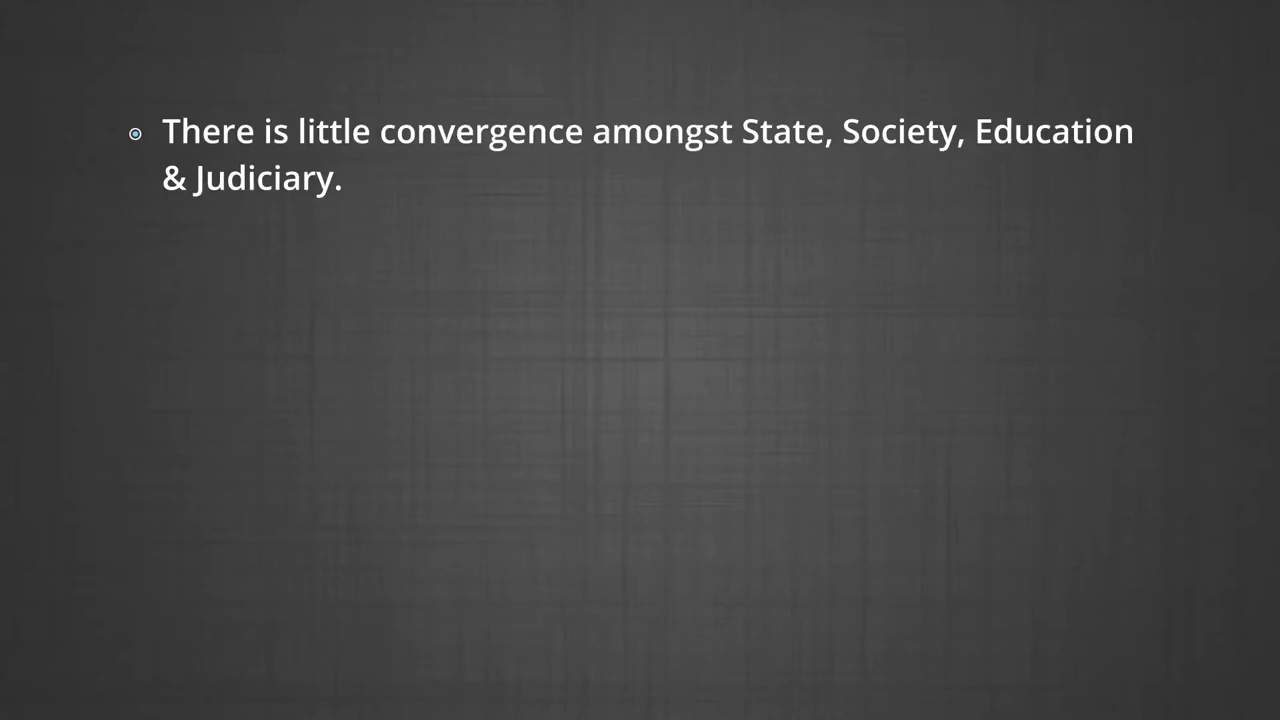 There is little convergence amongst State, Society, Education
& Judiciary.